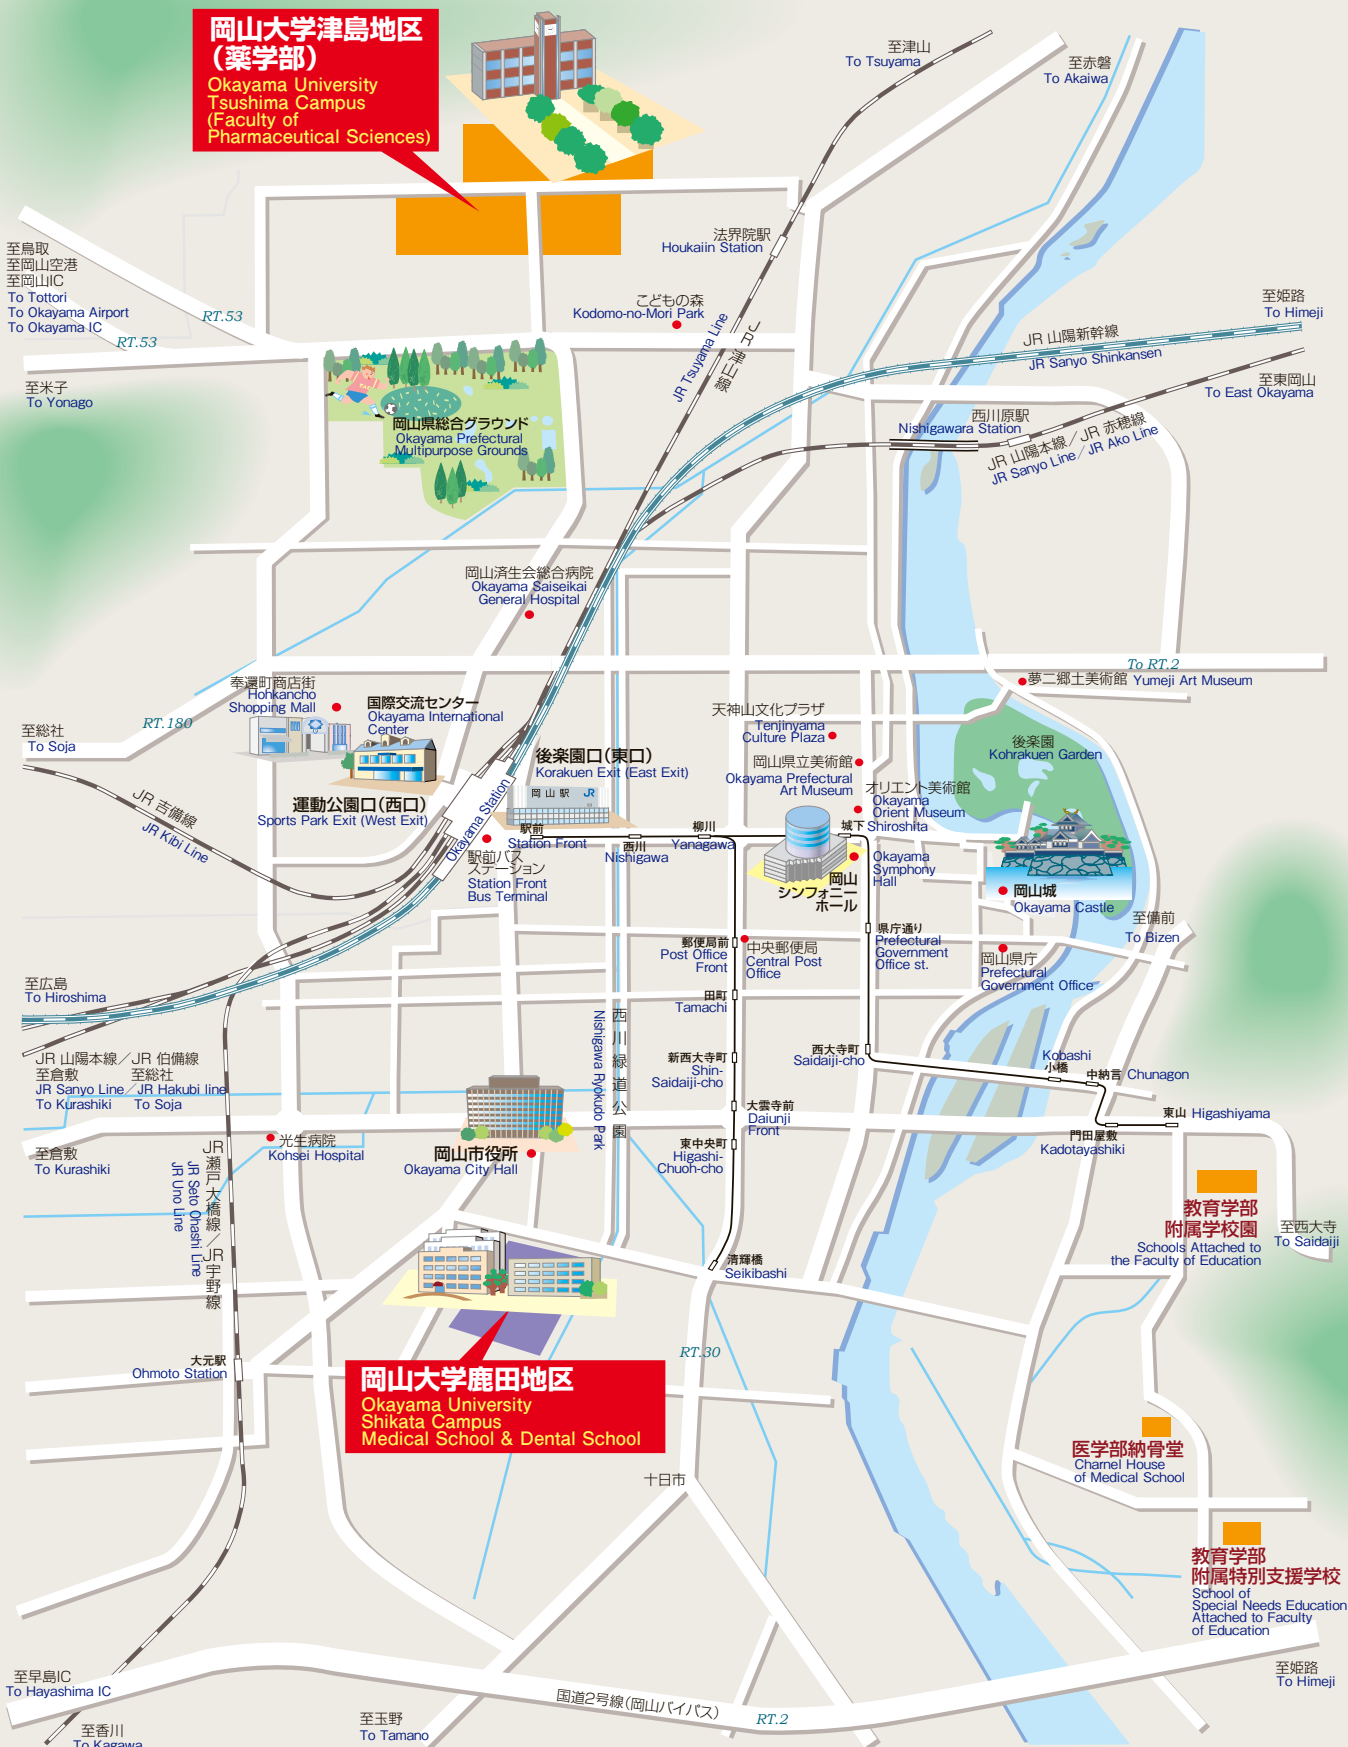 岡山大学津島地区
（薬学部）
Okayama University
Tsushima Campus
(Faculty of
Pharmaceutical Sciences)
至津山
To Tsuyama
至赤磐
To Akaiwa
法界院駅
Houkaiin Station
至鳥取
至岡山空港
至岡山IC
To Tottori
To Okayama Airport
To Okayama IC
RT.53
RT.53
至米子
To Yonago
こどもの森
Kodomo-no-Mori Park
JR Tsuyama Line
JR津山線
至姫路
To Himeji
JR 山陽新幹線
JR Sanyo Shinkansen
至東岡山
To East Okayama
西川原駅
Nishigawara Station
JR 山陽本線／JR 赤穂線
JR Sanyo Line／JR Ako Line
岡山県総合グラウンド
Okayama Prefectural
Multipurpose Grounds
岡山済生会総合病院
Okayama Saiseikai
General Hospital
To RT.2
夢二郷土美術館 Yumeji Art Museum
奉還町商店街
Hohkancho
Shopping Mall
RT.180
至総社
To Soja
国際交流センター
Okayama International
Center
天神山文化プラザ
Tenjinyama
Culture Plaza
岡山県立美術館
Okayama Prefectural
Art Museum
オリエント美術館
Okayama
Orient Museum
後楽園
Kohrakuen Garden
後楽園口（東口）
Korakuen Exit (East Exit)
岡山駅 JR
運動公園口（西口）
Sports Park Exit (West Exit)
Okayama Station
JR 吉備線
JR Kibi Line
駅前
Station Front
西川
Nishigawa
柳川
Yanagawa
城下
Shiroshita
駅前バス
ステーション
Station Front
Bus Terminal
岡山
シンフォニー
ホール
Okayama
Symphony
Hall
岡山城
Okayama Castle
至備前
To Bizen
郵便局前
Post Office
Front
中央郵便局
Central Post
Office
県庁通り
Prefectural
Government
Office st.
岡山県庁
Prefectural
Government Office
至広島
To Hiroshima
田町
Tamachi
西川緑道公園
Nishigawa Ryokudo Park
JR 山陽本線／JR 伯備線
至倉敷 至総社
JR Sanyo Line／JR Hakubi line
To Kurashiki To Soja
新西大寺町
Shin-
Saidaiji-cho
西大寺町
Saidaiji-cho
Kobashi
小橋
中納言 Chunagon
大雲寺前
Daiunji
Front
東山 Higashiyama
門田屋敷
Kadotayashiki
東中央町
Higashi-
Chuoh-cho
光生病院
Kohsei Hospital
至倉敷
To Kurashiki
岡山市役所
Okayama City Hall
JR瀬戸大橋線／JR宇野線
JR Seto Ohashi Line
JR Uno Line
教育学部
附属学校園
Schools Attached to
the Faculty of Education
至西大寺
To Saidaiji
清輝橋
Seikibashi
大元駅
Ohmoto Station
RT.30
岡山大学鹿田地区
Okayama University
Shikata Campus
Medical School & Dental School
医学部納骨堂
Charnel House
of Medical School
十日市
教育学部
附属特別支援学校
School of
Special Needs Education
Attached to Faculty
of Education
至早島IC
To Hayashima IC
至香川
To Kagawa
至玉野
To Tamano
国道2号線（岡山バイパス）
RT.2
至姫路
To Himeji